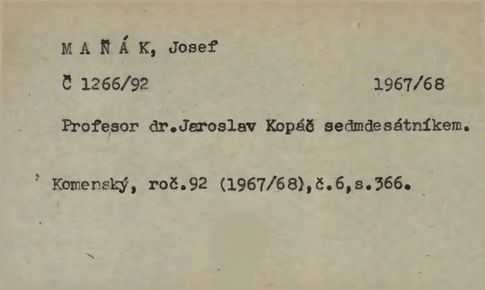 M A Ň Á K, Josef
Č 1266/92 1967/68
Profesor dr.Jaroslav Kopáč sedmdesátníkem.
Komenský, roč.92 (1967/68),č.6,s.366.